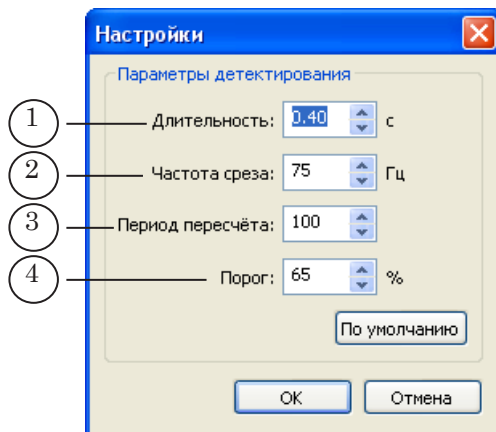 Настройки
Параметры детектирования
1 Длительность: 0.40 с
2 Частота среза: 75 Гц
3 Период пересчёта: 100
4 Порог: 65 %
По умолчанию
OK Отмена